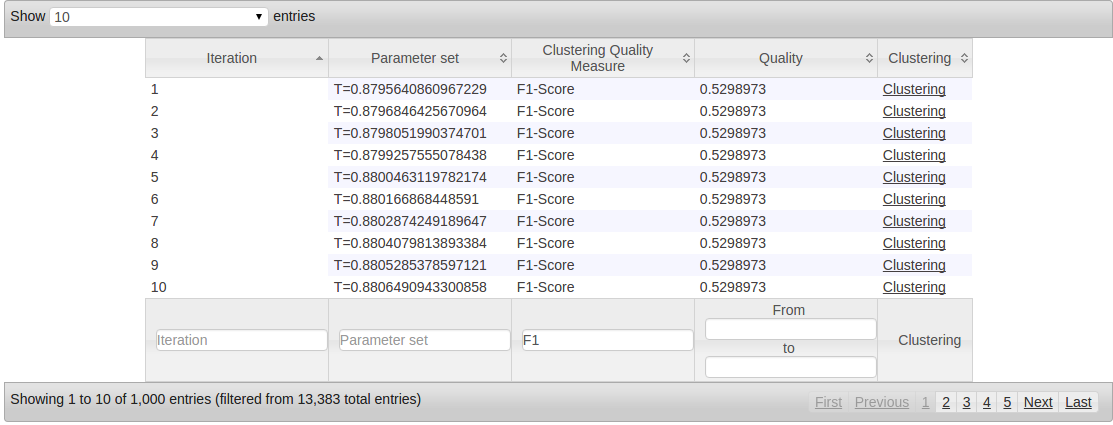 Show 10 entries
Iteration Parameter set Clustering Quality Measure Quality Clustering
1 T=0.8795640860967229 F1-Score 0.5298973 Clustering
2 T=0.8796846425670964 F1-Score 0.5298973 Clustering
3 T=0.8798051990374701 F1-Score 0.5298973 Clustering
4 T=0.8799257555078438 F1-Score 0.5298973 Clustering
5 T=0.8800463119782174 F1-Score 0.5298973 Clustering
6 T=0.880166868448591 F1-Score 0.5298973 Clustering
7 T=0.8802874249189647 F1-Score 0.5298973 Clustering
8 T=0.8804079813893384 F1-Score 0.5298973 Clustering
9 T=0.8805285378597121 F1-Score 0.5298973 Clustering
10 T=0.8806490943300858 F1-Score 0.5298973 Clustering
From
Iteration Parameter set F1 Clustering
to
Showing 1 to 10 of 1,000 entries (filtered from 13,383 total entries) First Previous 1 2 3 4 5 Next Last